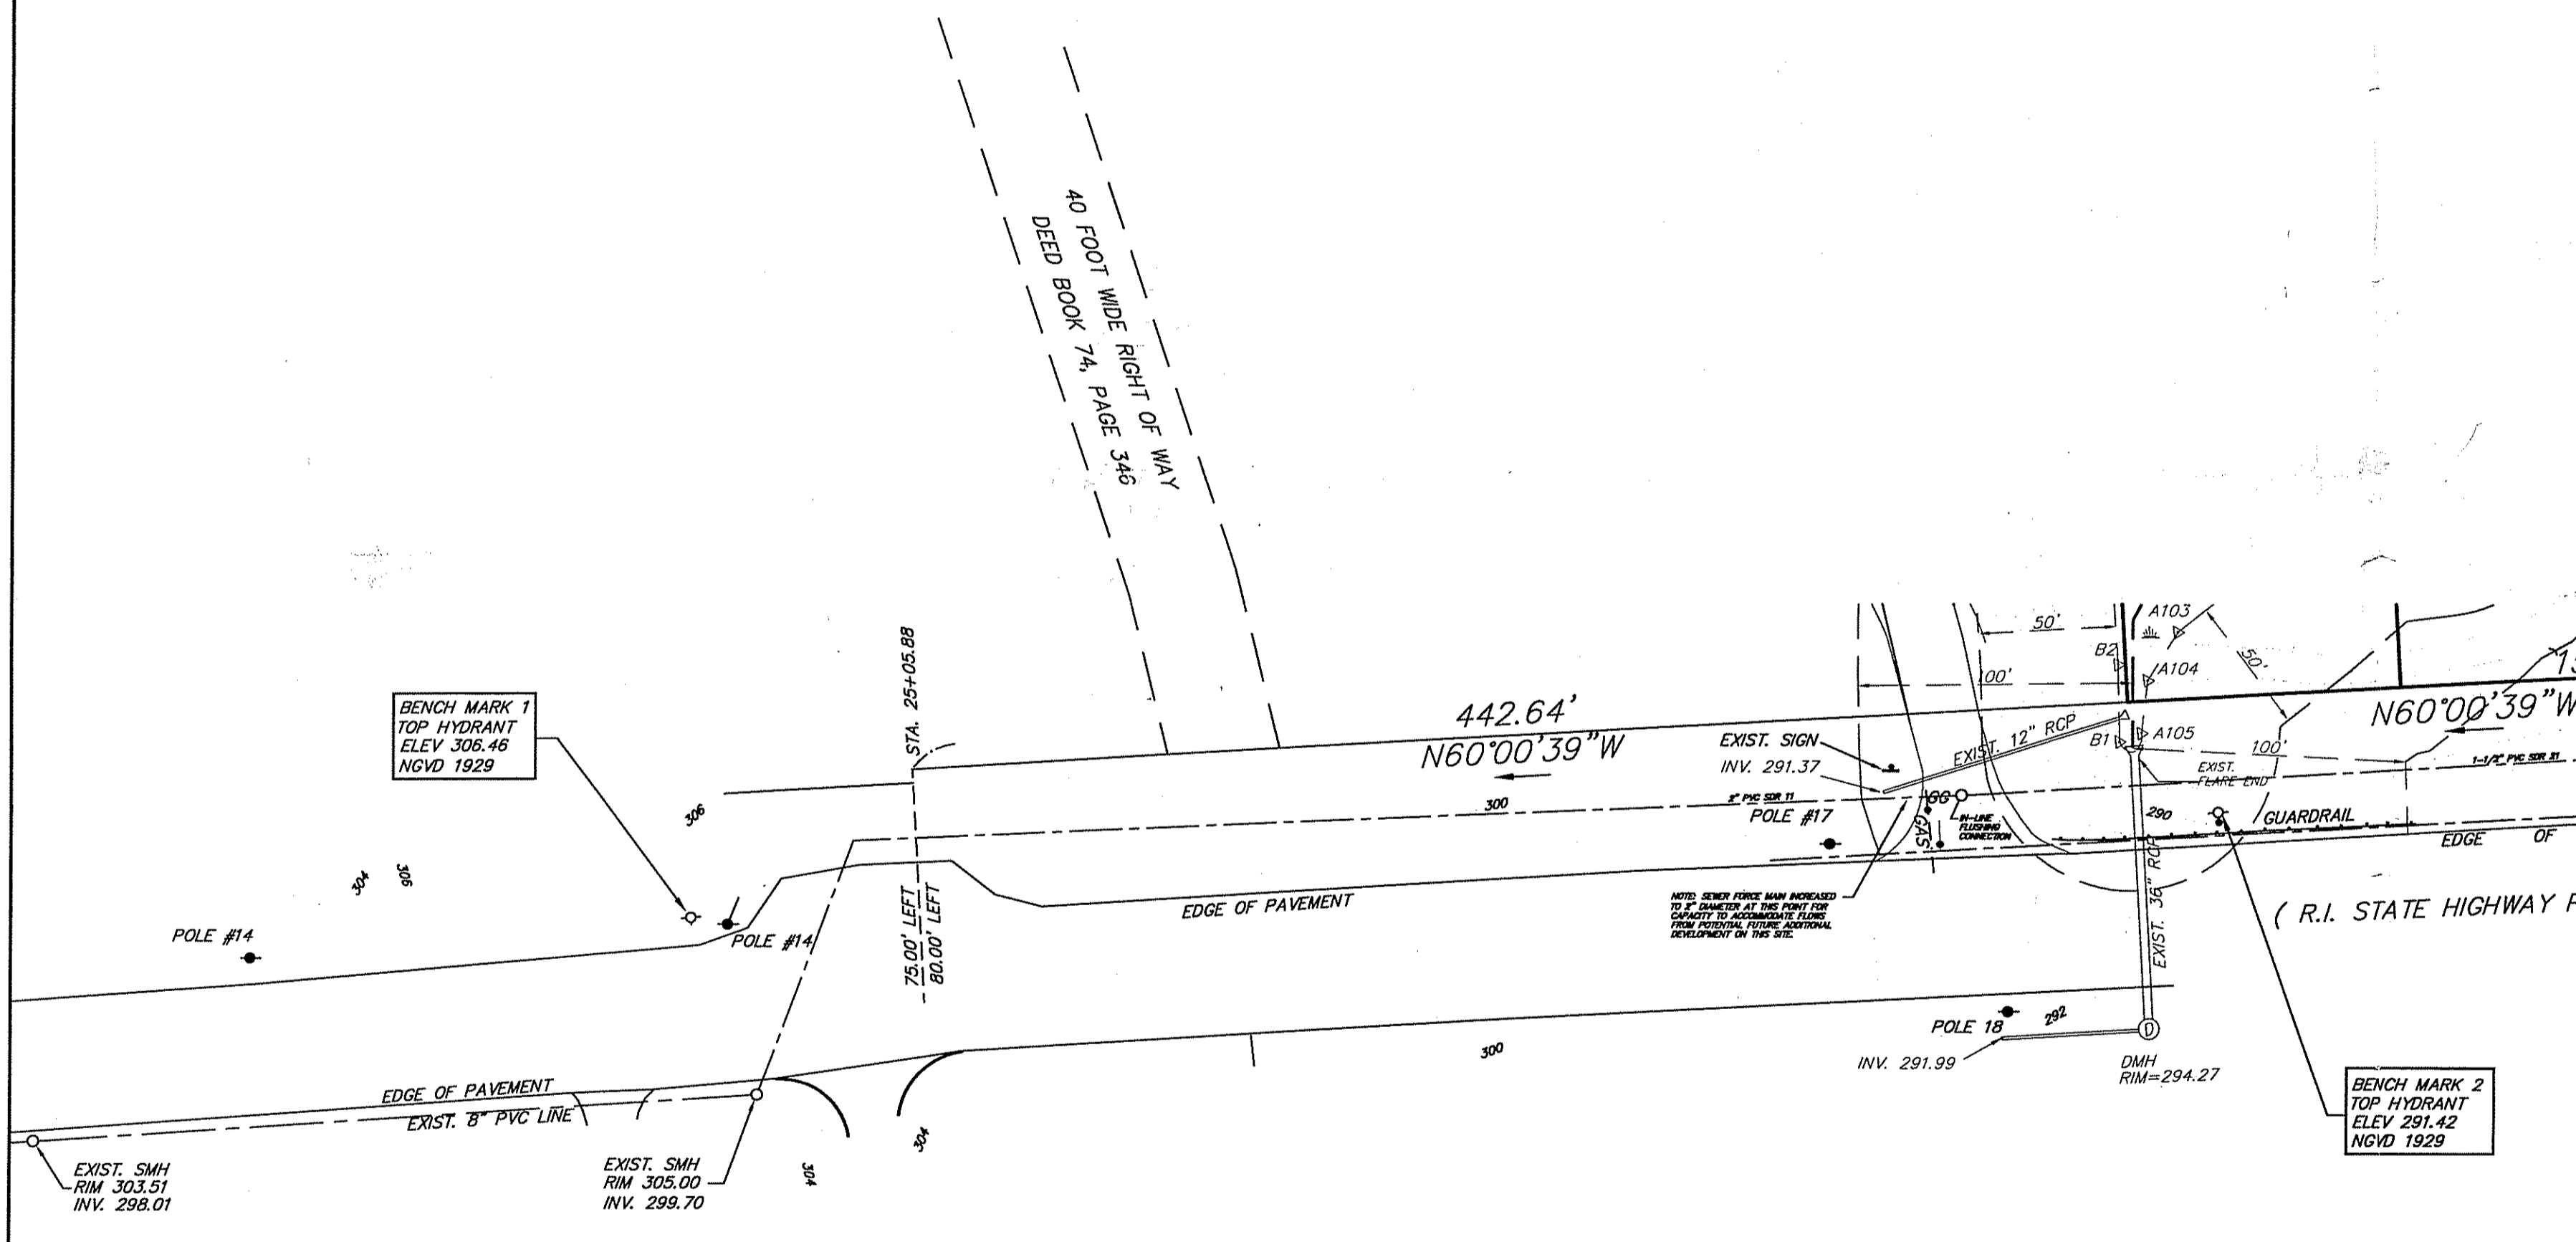 40 FOOT WIDE RIGHT OF WAY
DEED BOOK 74, PAGE 346
STA. 25+05.88
75.00' LEFT
80.00' LEFT
BENCH MARK 1
TOP HYDRANT
ELEV 306.46
NGVD 1929
306
304
306
POLE #14
POLE #14
442.64'
N60°00'39"W
300
2" PVC SDR 11
EXIST. SIGN
INV. 291.37
POLE #17
EXIST. 12" RCP
GG
GAS
IN-LINE
FLUSHING
CONNECTION
50'
100'
B2
B1
A103
A104
A105
50'
100'
EXIST.
FLARE END
N60°00'39"W
1-1/2" PVC SDR 21
290
GUARDRAIL
EDGE OF
EXIST. 36" RCP
EDGE OF PAVEMENT
NOTE: SEWER FORCE MAIN INCREASED
TO 2" DIAMETER AT THIS POINT FOR
CAPACITY TO ACCOMMODATE FLOWS
FROM POTENTIAL FUTURE ADDITIONAL
DEVELOPMENT ON THIS SITE.
( R.I. STATE HIGHWAY
POLE 18
292
INV. 291.99
D
DMH
RIM=294.27
300
BENCH MARK 2
TOP HYDRANT
ELEV 291.42
NGVD 1929
EDGE OF PAVEMENT
EXIST. 8" PVC LINE
304
304
EXIST. SMH
RIM 303.51
INV. 298.01
EXIST. SMH
RIM 305.00
INV. 299.70